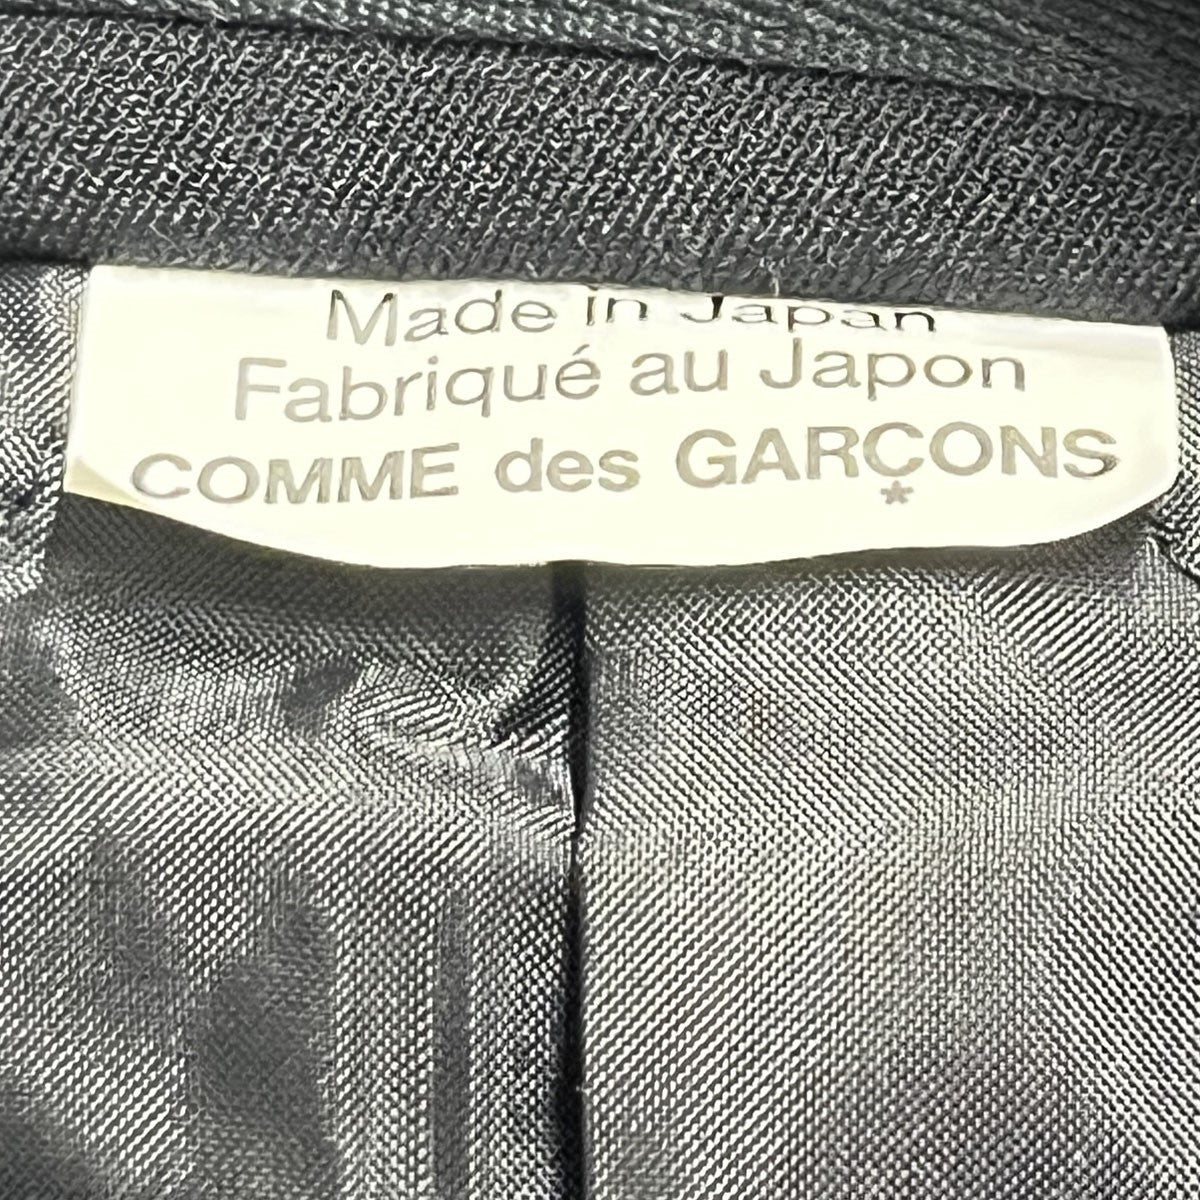 Made in Japan
Fabriqué au Japon
COMME des GARÇONS
*